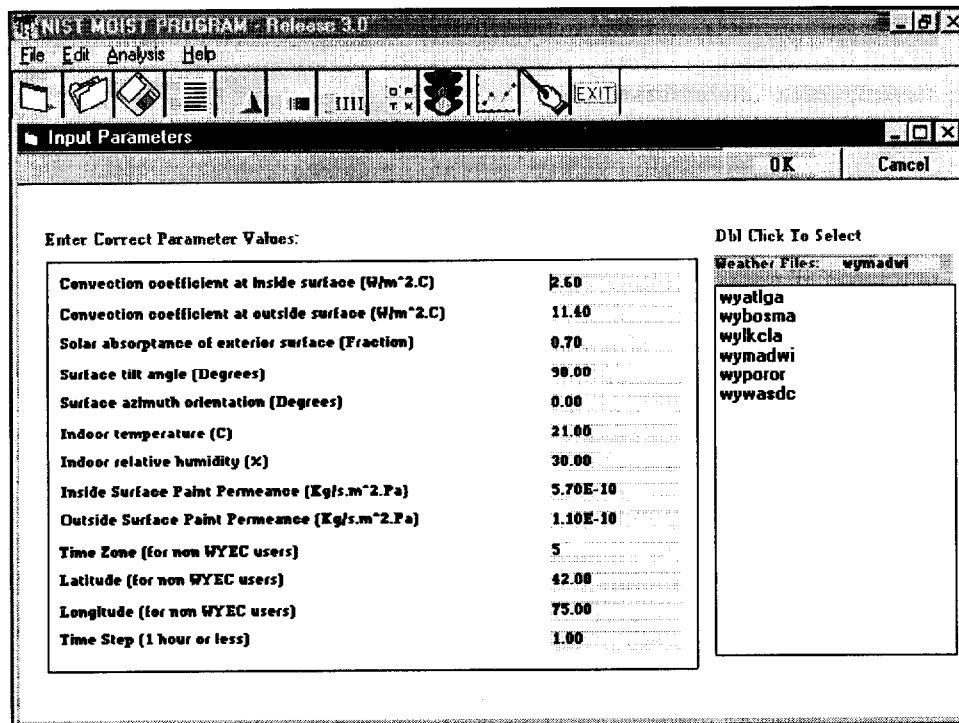 NIST MOIST PROGRAM - Release 3.0
File Edit Analysis Help
EXIT
Input Parameters
OK Cancel
Enter Correct Parameter Values:
Dbl Click To Select
Weather Files: wymadwi
Convection coefficient at inside surface (W/m^2.C) 2.60
Convection coefficient at outside surface (W/m^2.C) 11.40
Solar absorptance of exterior surface (Fraction) 0.70
Surface tilt angle (Degrees) 90.00
Surface azimuth orientation (Degrees) 0.00
Indoor temperature (C) 21.00
Indoor relative humidity (%) 30.00
Inside Surface Paint Permeance (Kg/s.m^2.Pa) 5.70E-10
Outside Surface Paint Permeance (Kg/s.m^2.Pa) 1.10E-10
Time Zone (for non WYEC users) 5
Latitude (for non WYEC users) 42.00
Longitude (for non WYEC users) 75.00
Time Step (1 hour or less) 1.00
wyatlga
wybosma
wylkcla
wymadwi
wyporor
wywasdc